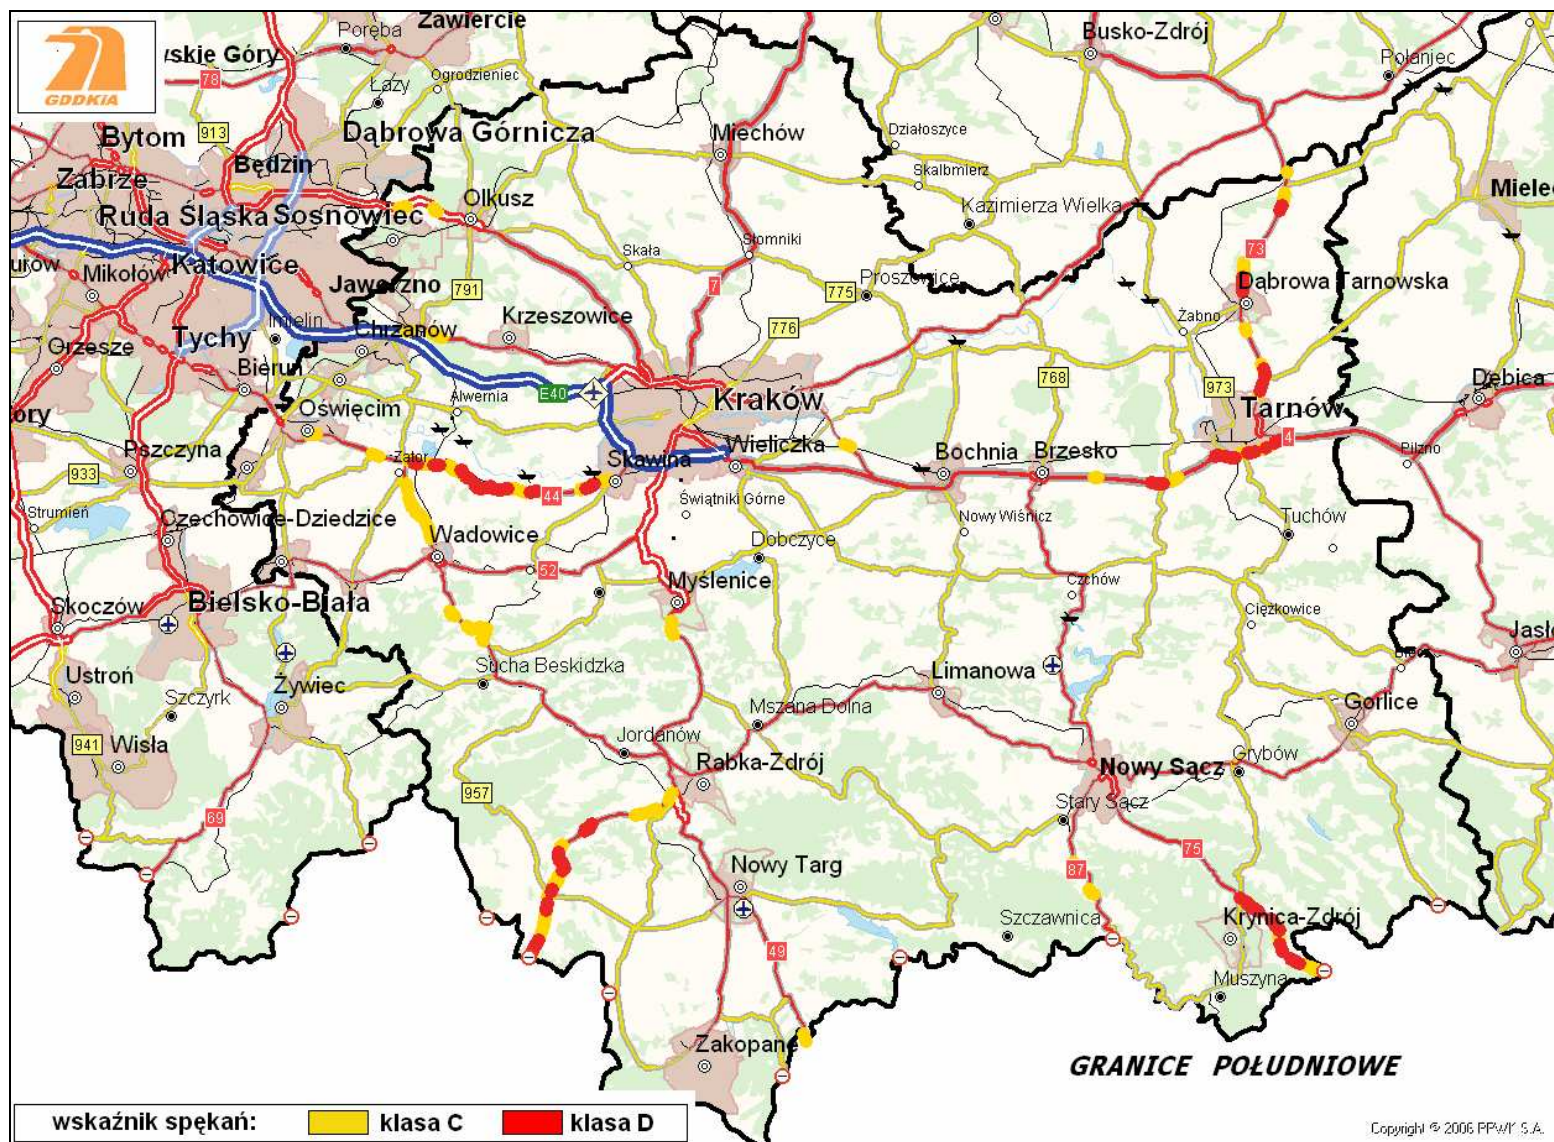 Zawiercie
Poręba
Busko-Zdrój
wskie Góry
Połaniec
78
Ogrodzieniec
Łazy
GDDKiA
913
Bytom
Dąbrowa Górnicza
Miechów
Działoszyce
Będzin
Zabrze
Skalbmierz
Mielec
Ruda Śląska
Sosnowiec
Olkusz
Kazimierza Wielka
Słomniki
73
Skała
Katowice
Mikołów
Jaworzno
791
7
775
Proszowice
Dąbrowa Tarnowska
Krzeszowice
776
Żabno
Imielin
Chrzanów
Tychy
Orzesze
Bieruń
E40
768
973
Dębica
Alwernia
Kraków
Tarnów
Oświęcim
ory
4
Wieliczka
Pilzno
Pszczyna
Zator
Bochnia
Brzesko
933
Skawina
44
Świątniki Górne
Strumień
Czechowice-Dziedzice
Nowy Wiśnicz
Tuchów
Wadowice
Dobczyce
52
Myślenice
Czchów
Bielsko-Biała
Skoczów
Ciężkowice
Jasło
Sucha Beskidzka
Limanowa
Ustroń
Żywiec
Szczyrk
Mszana Dolna
Gorlice
941
Wisła
Jordanów
Grybów
Rabka-Zdrój
Nowy Sącz
957
Stary Sącz
69
75
Nowy Targ
87
Szczawnica
Krynica-Zdrój
49
Muszyna
Zakopane
GRANICE POŁUDNIOWE
wskaźnik spękań:
klasa C
klasa D
Copyright © 2006 PPWK S.A.